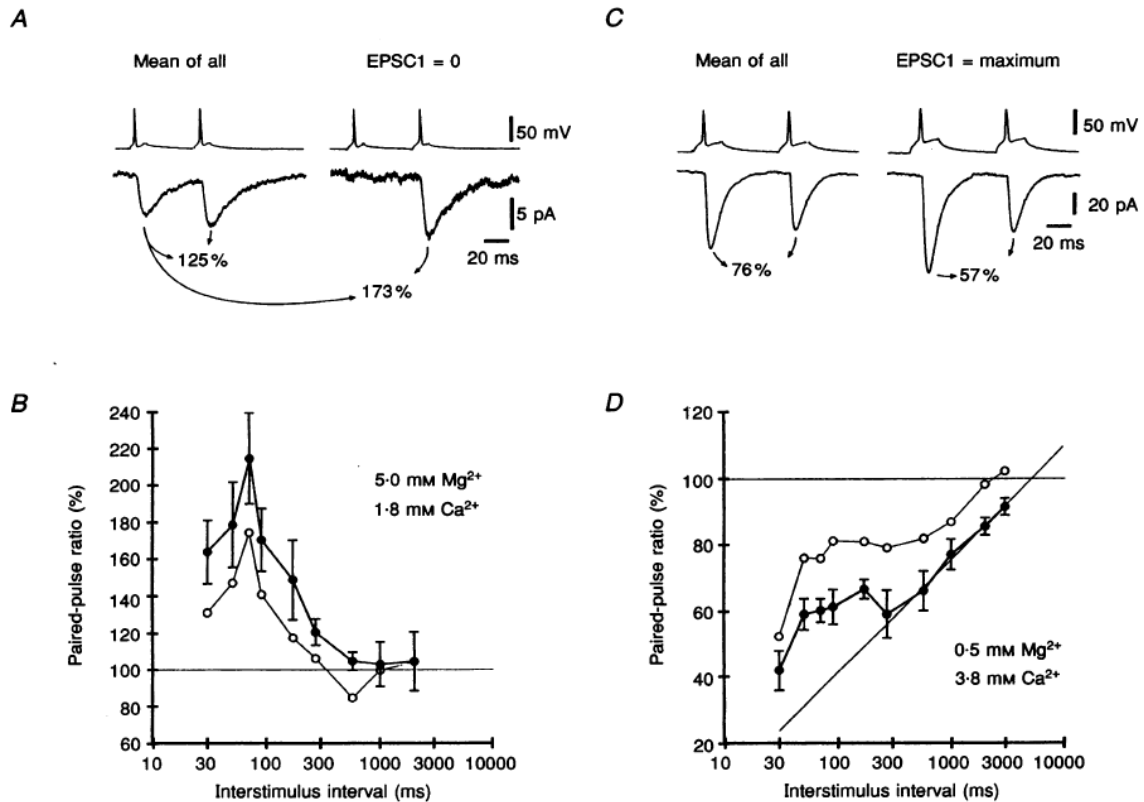 A
Mean of all
EPSC1 = 0
50 mV
5 pA
20 ms
125%
173%
C
Mean of all
EPSC1 = maximum
50 mV
20 pA
20 ms
76%
57%
B
Paired-pulse ratio (%)
240
220
200
180
160
140
120
100
80
60
5·0 mM Mg²⁺
1·8 mM Ca²⁺
10 30 100 300 1000 3000 10000
Interstimulus interval (ms)
D
Paired-pulse ratio (%)
120
100
80
60
40
20
0·5 mM Mg²⁺
3·8 mM Ca²⁺
10 30 100 300 1000 3000 10000
Interstimulus interval (ms)